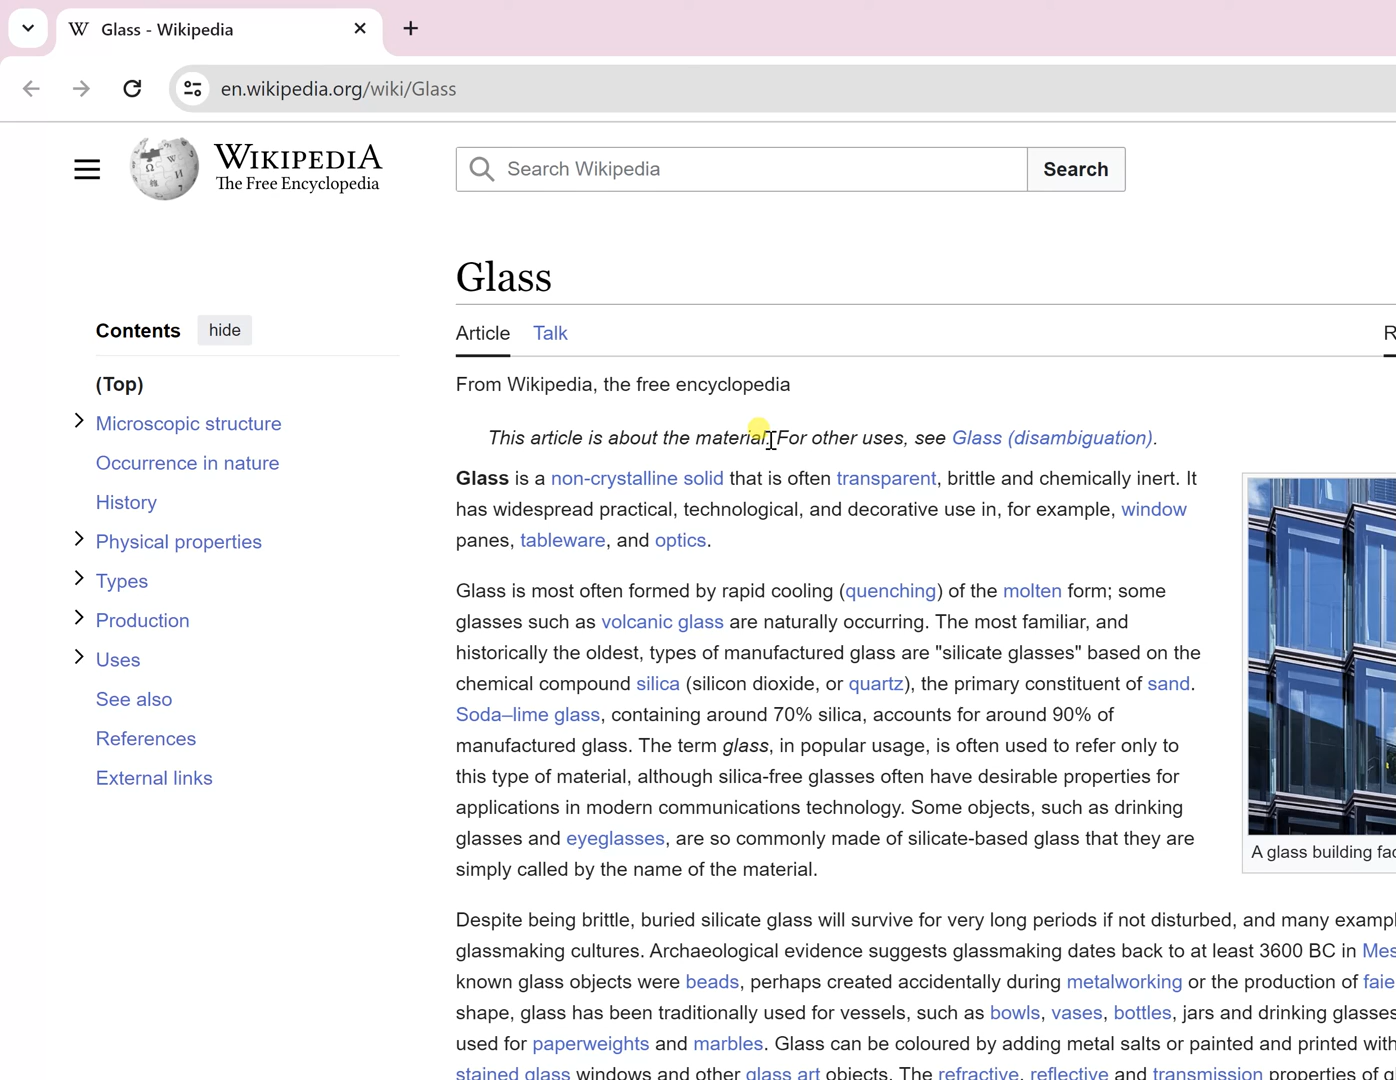 Glass - Wikipedia
en.wikipedia.org/wiki/Glass
WIKIPEDIA
The Free Encyclopedia
Search Wikipedia
Search
Glass
Contents hide
Article Talk
(Top)
From Wikipedia, the free encyclopedia
Microscopic structure
This article is about the material. For other uses, see Glass (disambiguation).
Occurrence in nature
History
Physical properties
Types
Production
Uses
See also
References
External links
Glass is a non-crystalline solid that is often transparent, brittle and chemically inert. It
has widespread practical, technological, and decorative use in, for example, window
panes, tableware, and optics.
Glass is most often formed by rapid cooling (quenching) of the molten form; some
glasses such as volcanic glass are naturally occurring. The most familiar, and
historically the oldest, types of manufactured glass are "silicate glasses" based on the
chemical compound silica (silicon dioxide, or quartz), the primary constituent of sand.
Soda–lime glass, containing around 70% silica, accounts for around 90% of
manufactured glass. The term glass, in popular usage, is often used to refer only to
this type of material, although silica-free glasses often have desirable properties for
applications in modern communications technology. Some objects, such as drinking
glasses and eyeglasses, are so commonly made of silicate-based glass that they are
simply called by the name of the material.
A glass building
Despite being brittle, buried silicate glass will survive for very long periods if not disturbed, and many
glassmaking cultures. Archaeological evidence suggests glassmaking dates back to at least 3600 BC in
known glass objects were beads, perhaps created accidentally during metalworking or the production of
shape, glass has been traditionally used for vessels, such as bowls, vases, bottles, jars and drinking glasses
used for paperweights and marbles. Glass can be coloured by adding metal salts or painted and printed with
stained glass windows and other glass art objects. The refractive, reflective and transmission properties of